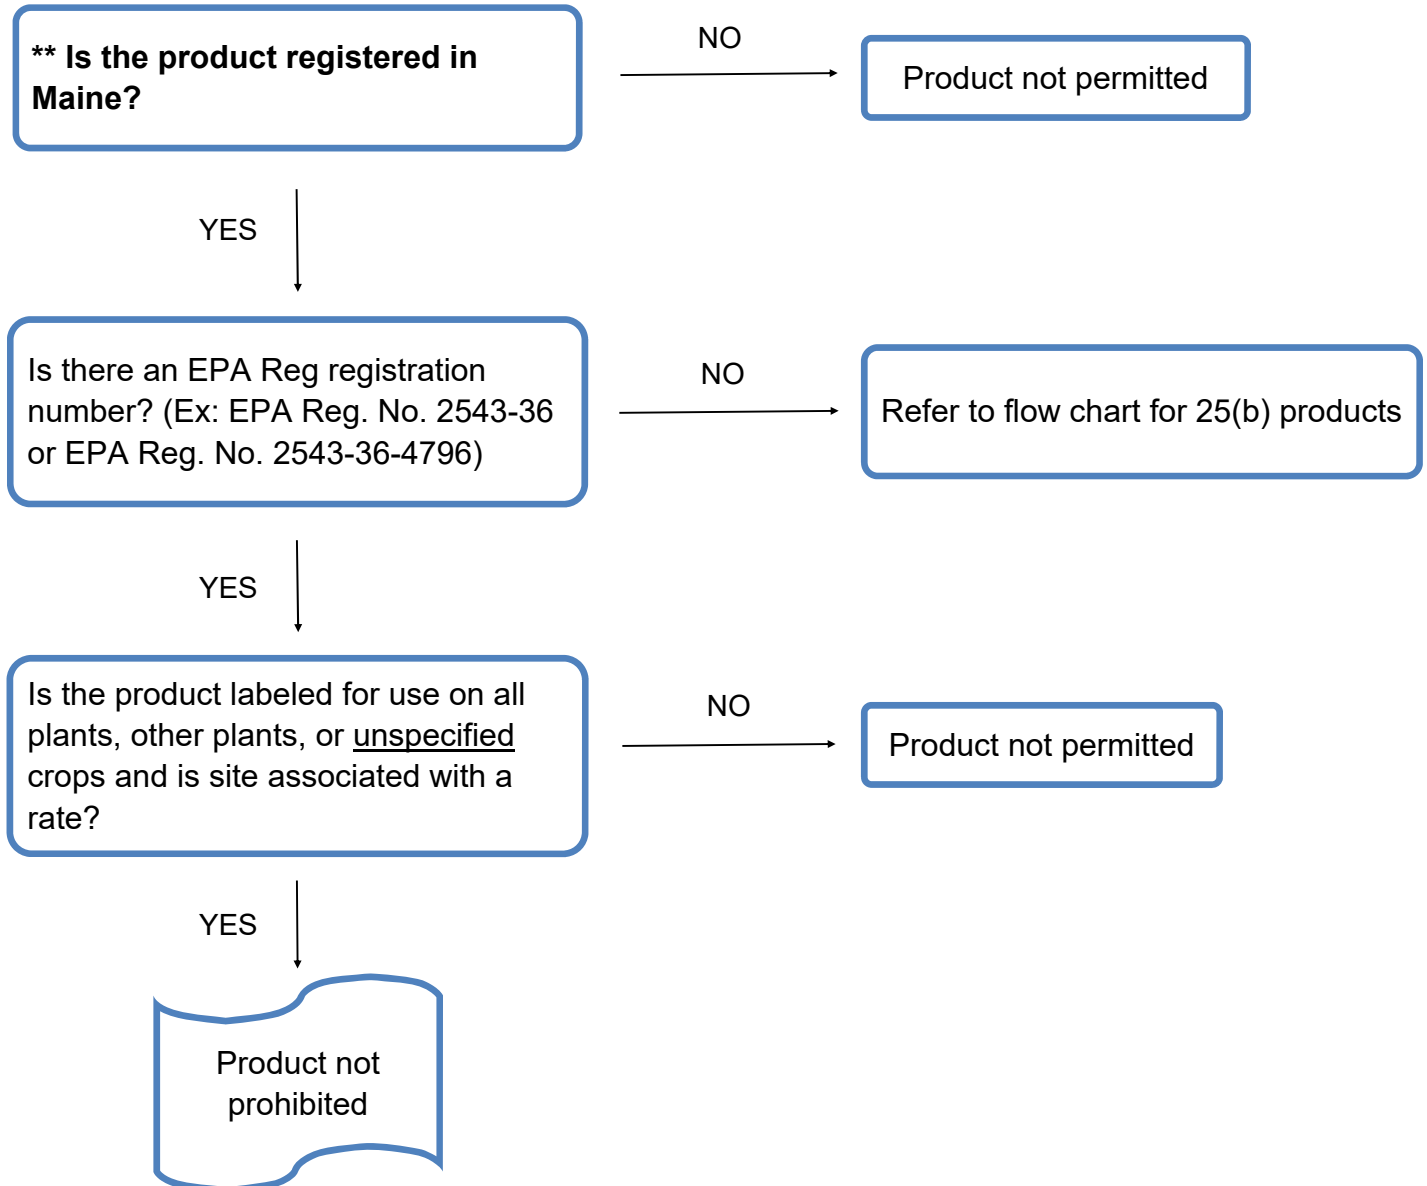 ** Is the product registered in
Maine?
NO
Product not permitted
YES
Is there an EPA Reg registration
number? (Ex: EPA Reg. No. 2543-36
or EPA Reg. No. 2543-36-4796)
NO
Refer to flow chart for 25(b) products
YES
Is the product labeled for use on all
plants, other plants, or unspecified
crops and is site associated with a
rate?
NO
Product not permitted
YES
Product not
prohibited